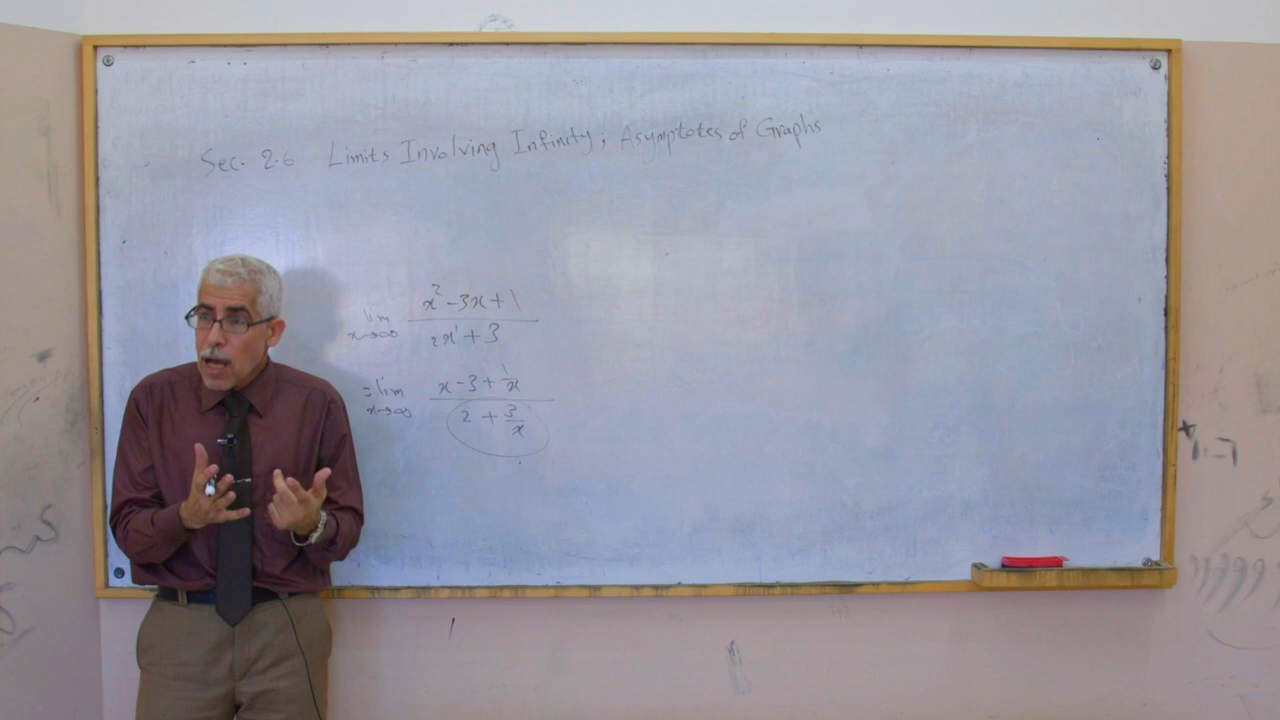 Sec. 2.6 Limits Involving Infinity; Asymptotes of Graphs
lim x→∞ (x² - 3x + 1) / (2x¹ + 3)
= lim x→∞ (x - 3 + 1/x) / (2 + 3/x)